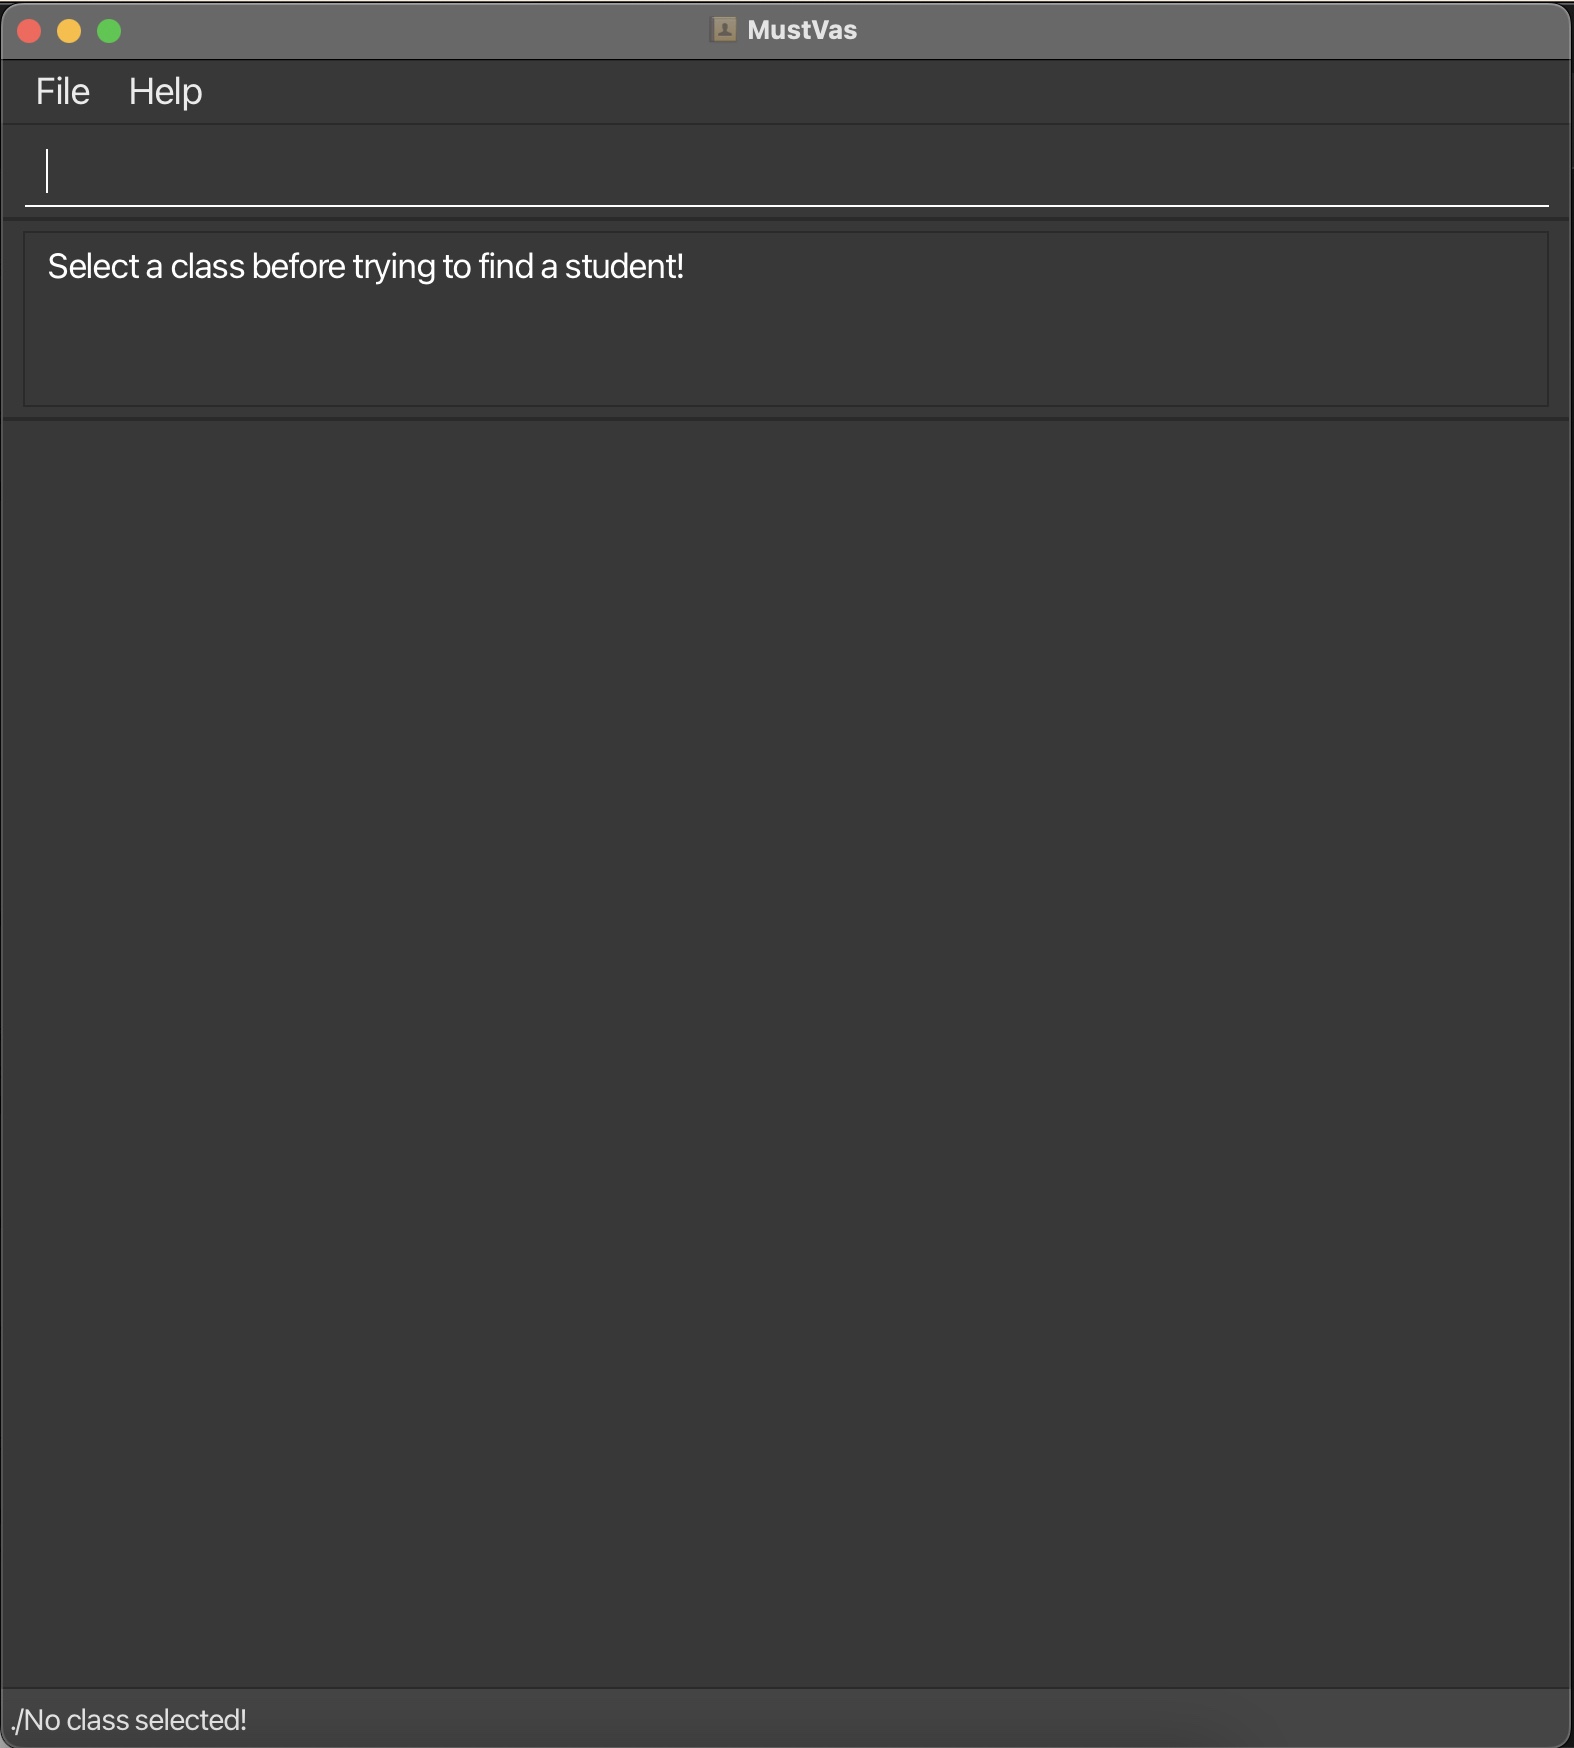 MustVas
File Help
Select a class before trying to find a student!
./No class selected!